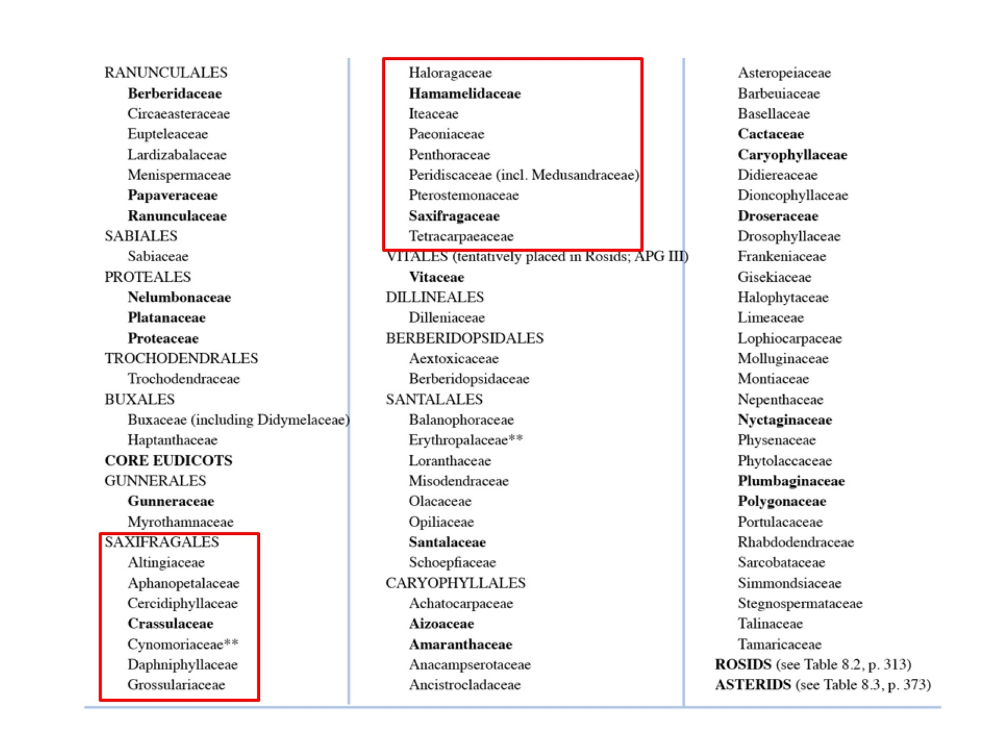 RANUNCULALES
Berberidaceae
Circaeasteraceae
Eupteleaceae
Lardizabalaceae
Menispermaceae
Papaveraceae
Ranunculaceae
SABIALES
Sabiaceae
PROTEALES
Nelumbonaceae
Platanaceae
Proteaceae
TROCHODENDRALES
Trochodendraceae
BUXALES
Buxaceae (including Didymelaceae)
Haptanthaceae
CORE EUDICOTS
GUNNERALES
Gunneraceae
Myrothamnaceae
SAXIFRAGALES
Altingiaceae
Aphanopetalaceae
Cercidiphyllaceae
Crassulaceae
Cynomoriaceae**
Daphniphyllaceae
Grossulariaceae
Haloragaceae
Hamamelidaceae
Iteaceae
Paeoniaceae
Penthoraceae
Peridiscaceae (incl. Medusandraceae)
Pterostemonaceae
Saxifragaceae
Tetracarpaeaceae
VITALES (tentatively placed in Rosids; APG III)
Vitaceae
DILLINEALES
Dilleniaceae
BERBERIDOPSIDALES
Aextoxicaceae
Berberidopsidaceae
SANTALALES
Balanophoraceae
Erythropalaceae**
Loranthaceae
Misodendraceae
Olacaceae
Opiliaceae
Santalaceae
Schoepfiaceae
CARYOPHYLLALES
Achatocarpaceae
Aizoaceae
Amaranthaceae
Anacampserotaceae
Ancistrocladaceae
Asteropeiaceae
Barbeuiaceae
Basellaceae
Cactaceae
Caryophyllaceae
Didiereaceae
Dioncophyllaceae
Droseraceae
Drosophyllaceae
Frankeniaceae
Gisekiaceae
Halophytaceae
Limeaceae
Lophiocarpaceae
Molluginaceae
Montiaceae
Nepenthaceae
Nyctaginaceae
Physenaceae
Phytolaccaceae
Plumbaginaceae
Polygonaceae
Portulacaceae
Rhabdodendraceae
Sarcobataceae
Simmondsiaceae
Stegnospermataceae
Talinaceae
Tamaricaceae
ROSIDS (see Table 8.2, p. 313)
ASTERIDS (see Table 8.3, p. 373)